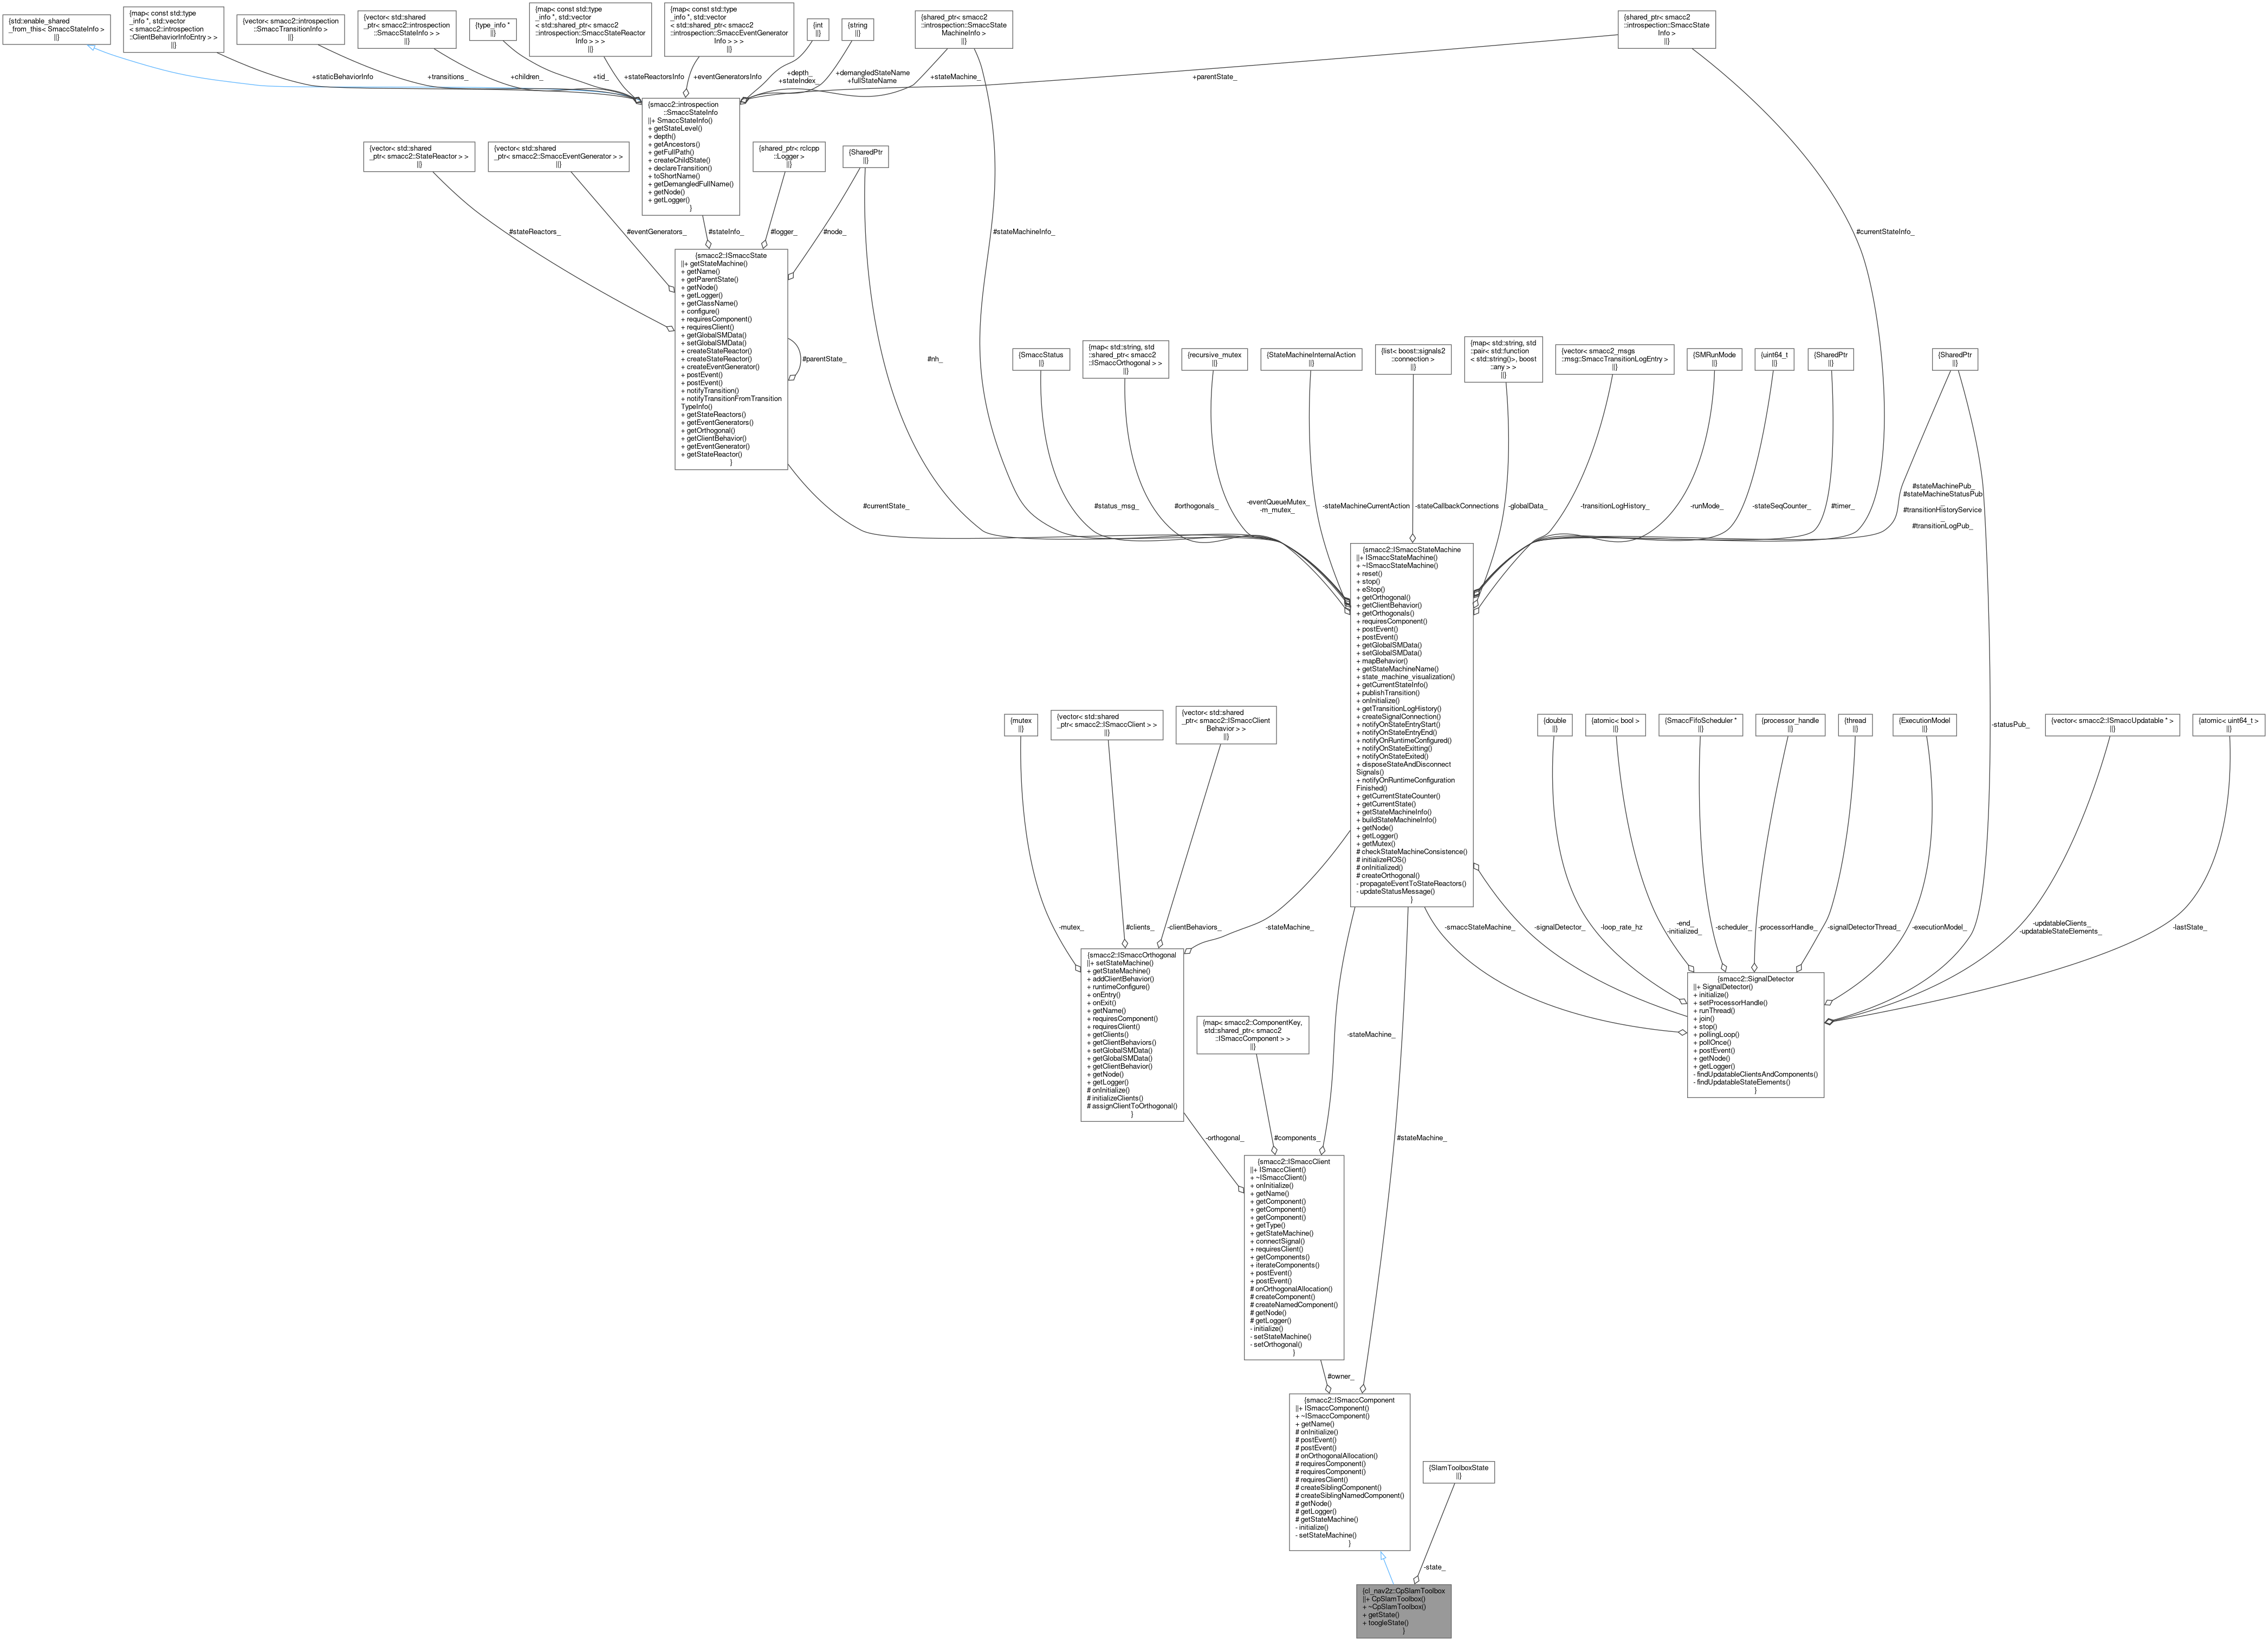 {std::enable_shared
_from_this< SmaccStateInfo >
||}
{map< const std::type
_info *, std::vector
< smacc2::introspection
::ClientBehaviorInfoEntry > >
||}
{vector< smacc2::introspection
::SmaccTransitionInfo >
||}
{vector< std::shared
_ptr< smacc2::introspection
::SmaccStateInfo > >
||}
{type_info *
||}
{map< const std::type
_info *, std::vector
< std::shared_ptr< smacc2
::introspection::SmaccStateReactor
Info > > >
||}
{map< const std::type
_info *, std::vector
< std::shared_ptr< smacc2
::introspection::SmaccEventGenerator
Info > > >
||}
{int
||}
{string
||}
{shared_ptr< smacc2
::introspection::SmaccState
MachineInfo >
||}
{shared_ptr< smacc2
::introspection::SmaccState
Info >
||}
+staticBehaviorInfo
+transitions_
+children_
+tid_
+stateReactorsInfo
+eventGeneratorsInfo
+depth_
+stateIndex_
+demangledStateName
+fullStateName
+stateMachine_
+parentState_
{smacc2::introspection
::SmaccStateInfo
||+ SmaccStateInfo()
+ getStateLevel()
+ depth()
+ getAncestors()
+ getFullPath()
+ createChildState()
+ declareTransition()
+ toShortName()
+ getDemangledFullName()
+ getNode()
+ getLogger()
}
{vector< std::shared
_ptr< smacc2::StateReactor > >
||}
{vector< std::shared
_ptr< smacc2::SmaccEventGenerator > >
||}
{shared_ptr< rclcpp
::Logger >
||}
{SharedPtr
||}
#stateReactors_
#eventGenerators_
#stateInfo_
#logger_
#node_
#stateMachineInfo_
#currentStateInfo_
{smacc2::ISmaccState
||+ getStateMachine()
+ getName()
+ getParentState()
+ getNode()
+ getLogger()
+ getClassName()
+ configure()
+ requiresComponent()
+ requiresClient()
+ getGlobalSMData()
+ setGlobalSMData()
+ createStateReactor()
+ createStateReactor()
+ createEventGenerator()
+ postEvent()
+ postEvent()
+ notifyTransition()
+ notifyTransitionFromTransition
TypeInfo()
+ getStateReactors()
+ getEventGenerators()
+ getOrthogonal()
+ getClientBehavior()
+ getEventGenerator()
+ getStateReactor()
}
#parentState_
#nh_
{SmaccStatus
||}
{map< std::string, std
::shared_ptr< smacc2
::ISmaccOrthogonal > >
||}
{recursive_mutex
||}
{StateMachineInternalAction
||}
{list< boost::signals2
::connection >
||}
{map< std::string, std
::pair< std::function
< std::string()>, boost
::any > >
||}
{vector< smacc2_msgs
::msg::SmaccTransitionLogEntry >
||}
{SMRunMode
||}
{uint64_t
||}
{SharedPtr
||}
{SharedPtr
||}
#currentState_
#status_msg_
#orthogonals_
-eventQueueMutex_
-m_mutex_
-stateMachineCurrentAction
-stateCallbackConnections
-globalData_
-transitionLogHistory_
-runMode_
-stateSeqCounter_
#timer_
#stateMachinePub_
#stateMachineStatusPub
_
#transitionHistoryService
_
#transitionLogPub_
{smacc2::ISmaccStateMachine
||+ ISmaccStateMachine()
+ ~ISmaccStateMachine()
+ reset()
+ stop()
+ eStop()
+ getOrthogonal()
+ getClientBehavior()
+ getOrthogonals()
+ requiresComponent()
+ postEvent()
+ postEvent()
+ getGlobalSMData()
+ setGlobalSMData()
+ mapBehavior()
+ getStateMachineName()
+ state_machine_visualization()
+ getCurrentStateInfo()
+ publishTransition()
+ onInitialize()
+ getTransitionLogHistory()
+ createSignalConnection()
+ notifyOnStateEntryStart()
+ notifyOnStateEntryEnd()
+ notifyOnRuntimeConfigured()
+ notifyOnStateExitting()
+ notifyOnStateExited()
+ disposeStateAndDisconnect
Signals()
+ notifyOnRuntimeConfiguration
Finished()
+ getCurrentStateCounter()
+ getCurrentState()
+ getStateMachineInfo()
+ buildStateMachineInfo()
+ getNode()
+ getLogger()
+ getMutex()
# checkStateMachineConsistence()
# initializeROS()
# onInitialized()
# createOrthogonal()
- propagateEventToStateReactors()
- updateStatusMessage()
}
{mutex
||}
{vector< std::shared
_ptr< smacc2::ISmaccClient > >
||}
{vector< std::shared
_ptr< smacc2::ISmaccClient
Behavior > >
||}
{double
||}
{atomic< bool >
||}
{SmaccFifoScheduler *
||}
{processor_handle
||}
{thread
||}
{ExecutionModel
||}
-statusPub_
{vector< smacc2::ISmaccUpdatable * >
||}
{atomic< uint64_t >
||}
-mutex_
#clients_
-clientBehaviors_
-stateMachine_
-smaccStateMachine_
-signalDetector_
-loop_rate_hz
-end_
-initialized_
-scheduler_
-processorHandle_
-signalDetectorThread_
-executionModel_
-updatableClients_
-updatableStateElements_
-lastState_
{smacc2::ISmaccOrthogonal
||+ setStateMachine()
+ getStateMachine()
+ addClientBehavior()
+ runtimeConfigure()
+ onEntry()
+ onExit()
+ getName()
+ requiresComponent()
+ requiresClient()
+ getClients()
+ getClientBehaviors()
+ setGlobalSMData()
+ getGlobalSMData()
+ getClientBehavior()
+ getNode()
+ getLogger()
# onInitialize()
# initializeClients()
# assignClientToOrthogonal()
}
{smacc2::SignalDetector
||+ SignalDetector()
+ initialize()
+ setProcessorHandle()
+ runThread()
+ join()
+ stop()
+ pollingLoop()
+ pollOnce()
+ postEvent()
+ getNode()
+ getLogger()
- findUpdatableClientsAndComponents()
- findUpdatableStateElements()
}
{map< smacc2::ComponentKey,
std::shared_ptr< smacc2
::ISmaccComponent > >
||}
-stateMachine_
-orthogonal_
#components_
#stateMachine_
{smacc2::ISmaccClient
||+ ISmaccClient()
+ ~ISmaccClient()
+ onInitialize()
+ getName()
+ getComponent()
+ getComponent()
+ getComponent()
+ getType()
+ getStateMachine()
+ connectSignal()
+ requiresClient()
+ getComponents()
+ iterateComponents()
+ postEvent()
+ postEvent()
# onOrthogonalAllocation()
# createComponent()
# createNamedComponent()
# getNode()
# getLogger()
- initialize()
- setStateMachine()
- setOrthogonal()
}
#owner_
{smacc2::ISmaccComponent
||+ ISmaccComponent()
+ ~ISmaccComponent()
+ getName()
# onInitialize()
# postEvent()
# postEvent()
# onOrthogonalAllocation()
# requiresComponent()
# requiresComponent()
# requiresClient()
# createSiblingComponent()
# createSiblingNamedComponent()
# getNode()
# getLogger()
# getStateMachine()
- initialize()
- setStateMachine()
}
{SlamToolboxState
||}
-state_
{cl_nav2z::CpSlamToolbox
||+ CpSlamToolbox()
+ ~CpSlamToolbox()
+ getState()
+ toogleState()
}